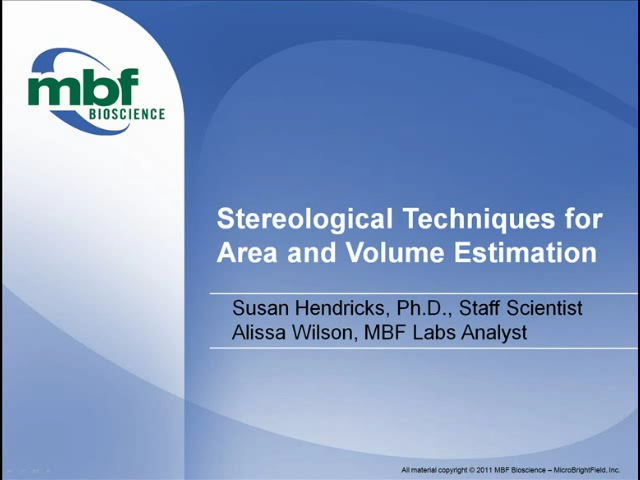 mbf
BIOSCIENCE
Stereological Techniques for
Area and Volume Estimation
Susan Hendricks, Ph.D., Staff Scientist
Alissa Wilson, MBF Labs Analyst
All material copyright © 2011 MBF Bioscience – MicroBrightField, Inc.